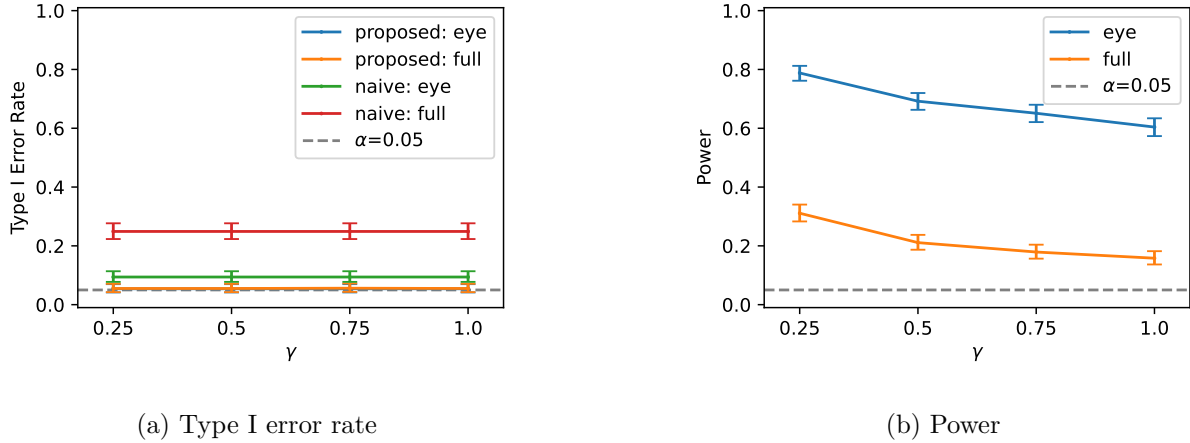 1.0
0.8
0.6
0.4
0.2
0.0
Type I Error Rate
proposed: eye
proposed: full
naive: eye
naive: full
α=0.05
0.25 0.5 0.75 1.0
γ
(a) Type I error rate
1.0
0.8
0.6
0.4
0.2
0.0
Power
eye
full
α=0.05
0.25 0.5 0.75 1.0
γ
(b) Power